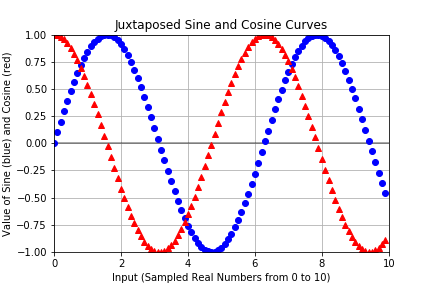 Juxtaposed Sine and Cosine Curves
Value of Sine (blue) and Cosine (red)
1.00
0.75
0.50
0.25
0.00
−0.25
−0.50
−0.75
−1.00
0 2 4 6 8 10
Input (Sampled Real Numbers from 0 to 10)